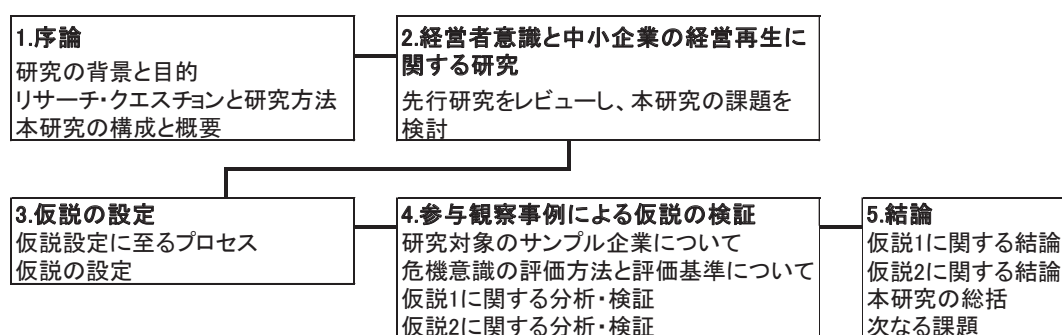 1.序論
研究の背景と目的
リサーチ・クエスチョンと研究方法
本研究の構成と概要
2.経営者意識と中小企業の経営再生に
関する研究
先行研究をレビューし、本研究の課題を
検討
3.仮説の設定
仮説設定に至るプロセス
仮説の設定
4.参与観察事例による仮説の検証
研究対象のサンプル企業について
危機意識の評価方法と評価基準について
仮説1に関する分析・検証
仮説2に関する分析・検証
5.結論
仮説1に関する結論
仮説2に関する結論
本研究の総括
次なる課題